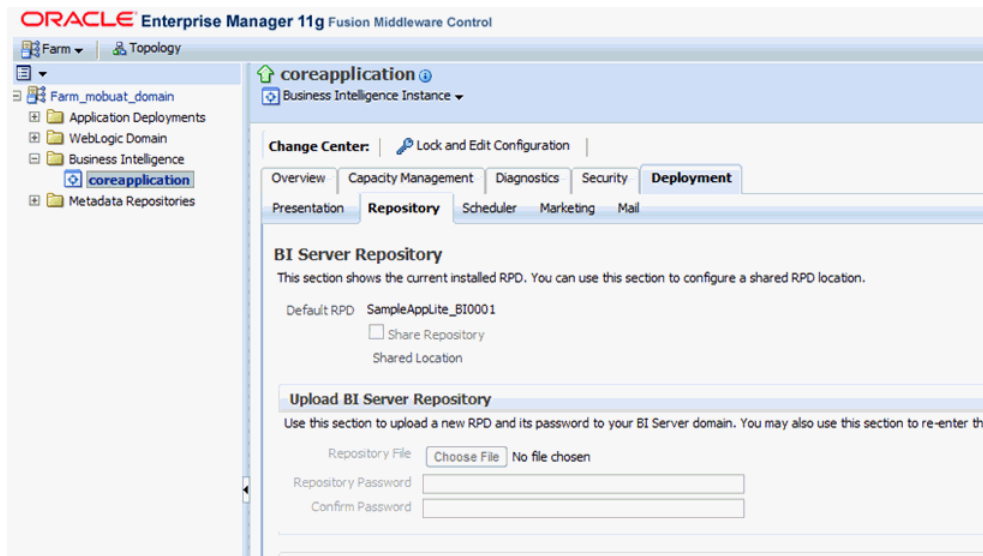 ORACLE Enterprise Manager 11g Fusion Middleware Control
Farm Topology
Farm_mobuat_domain
Application Deployments
WebLogic Domain
Business Intelligence
coreapplication
Metadata Repositories
coreapplication
Business Intelligence Instance
Change Center: Lock and Edit Configuration
Overview Capacity Management Diagnostics Security Deployment
Presentation Repository Scheduler Marketing Mail
BI Server Repository
This section shows the current installed RPD. You can use this section to configure a shared RPD location.
Default RPD SampleAppLite_BI0001
Share Repository
Shared Location
Upload BI Server Repository
Use this section to upload a new RPD and its password to your BI Server domain. You may also use this section to re-enter th
Repository File Choose File No file chosen
Repository Password
Confirm Password